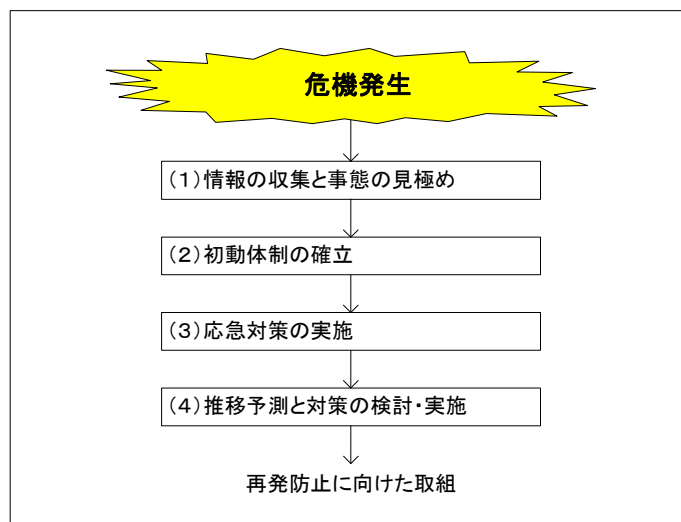 危機発生
(1)情報の収集と事態の見極め
(2)初動体制の確立
(3)応急対策の実施
(4)推移予測と対策の検討・実施
再発防止に向けた取組